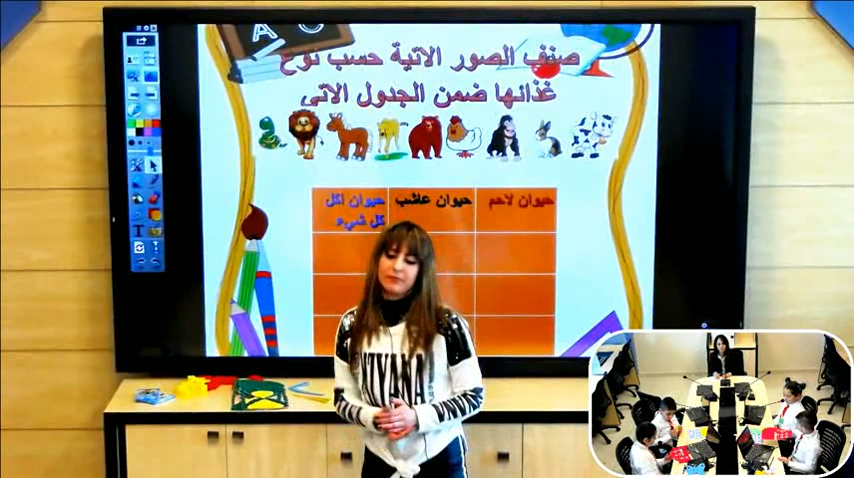 صنف الصور الاتية حسب نوع
غذائها ضمن الجدول الاتي
حيوان لاحم
حيوان عاشب
حيوان اكل
كل شيء